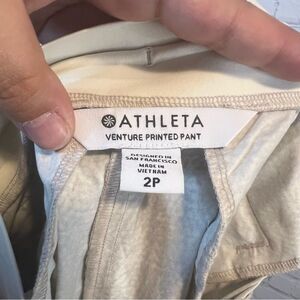 ATHLETA
VENTURE PRINTED PANT
DESIGNED IN
SAN FRANCISCO
MADE IN
VIETNAM
2P